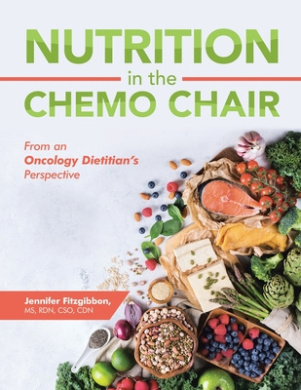 NUTRITION
in the
CHEMO CHAIR
From an
Oncology Dietitian's
Perspective
Jennifer Fitzgibbon,
MS, RDN, CSO, CDN